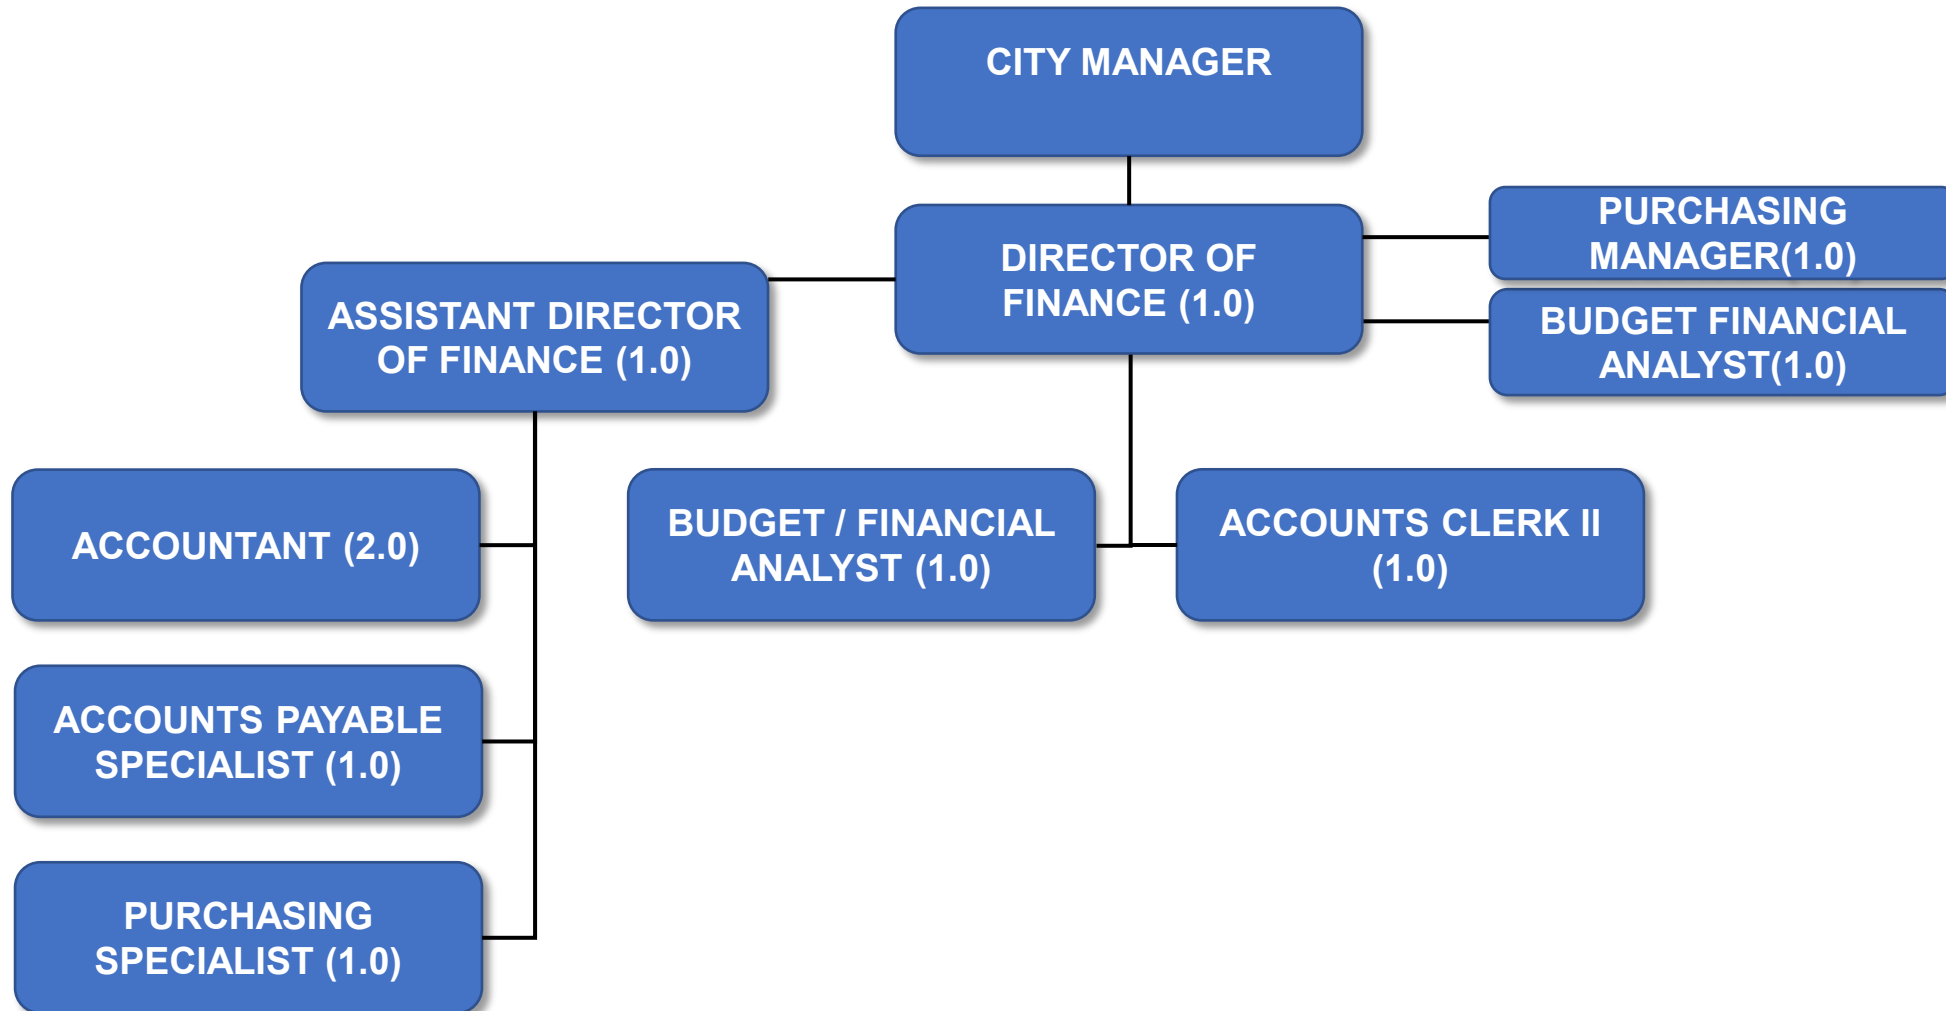 CITY MANAGER
DIRECTOR OF
FINANCE (1.0)
PURCHASING
MANAGER(1.0)
BUDGET FINANCIAL
ANALYST(1.0)
ASSISTANT DIRECTOR
OF FINANCE (1.0)
BUDGET / FINANCIAL
ANALYST (1.0)
ACCOUNTS CLERK II
(1.0)
ACCOUNTANT (2.0)
ACCOUNTS PAYABLE
SPECIALIST (1.0)
PURCHASING
SPECIALIST (1.0)